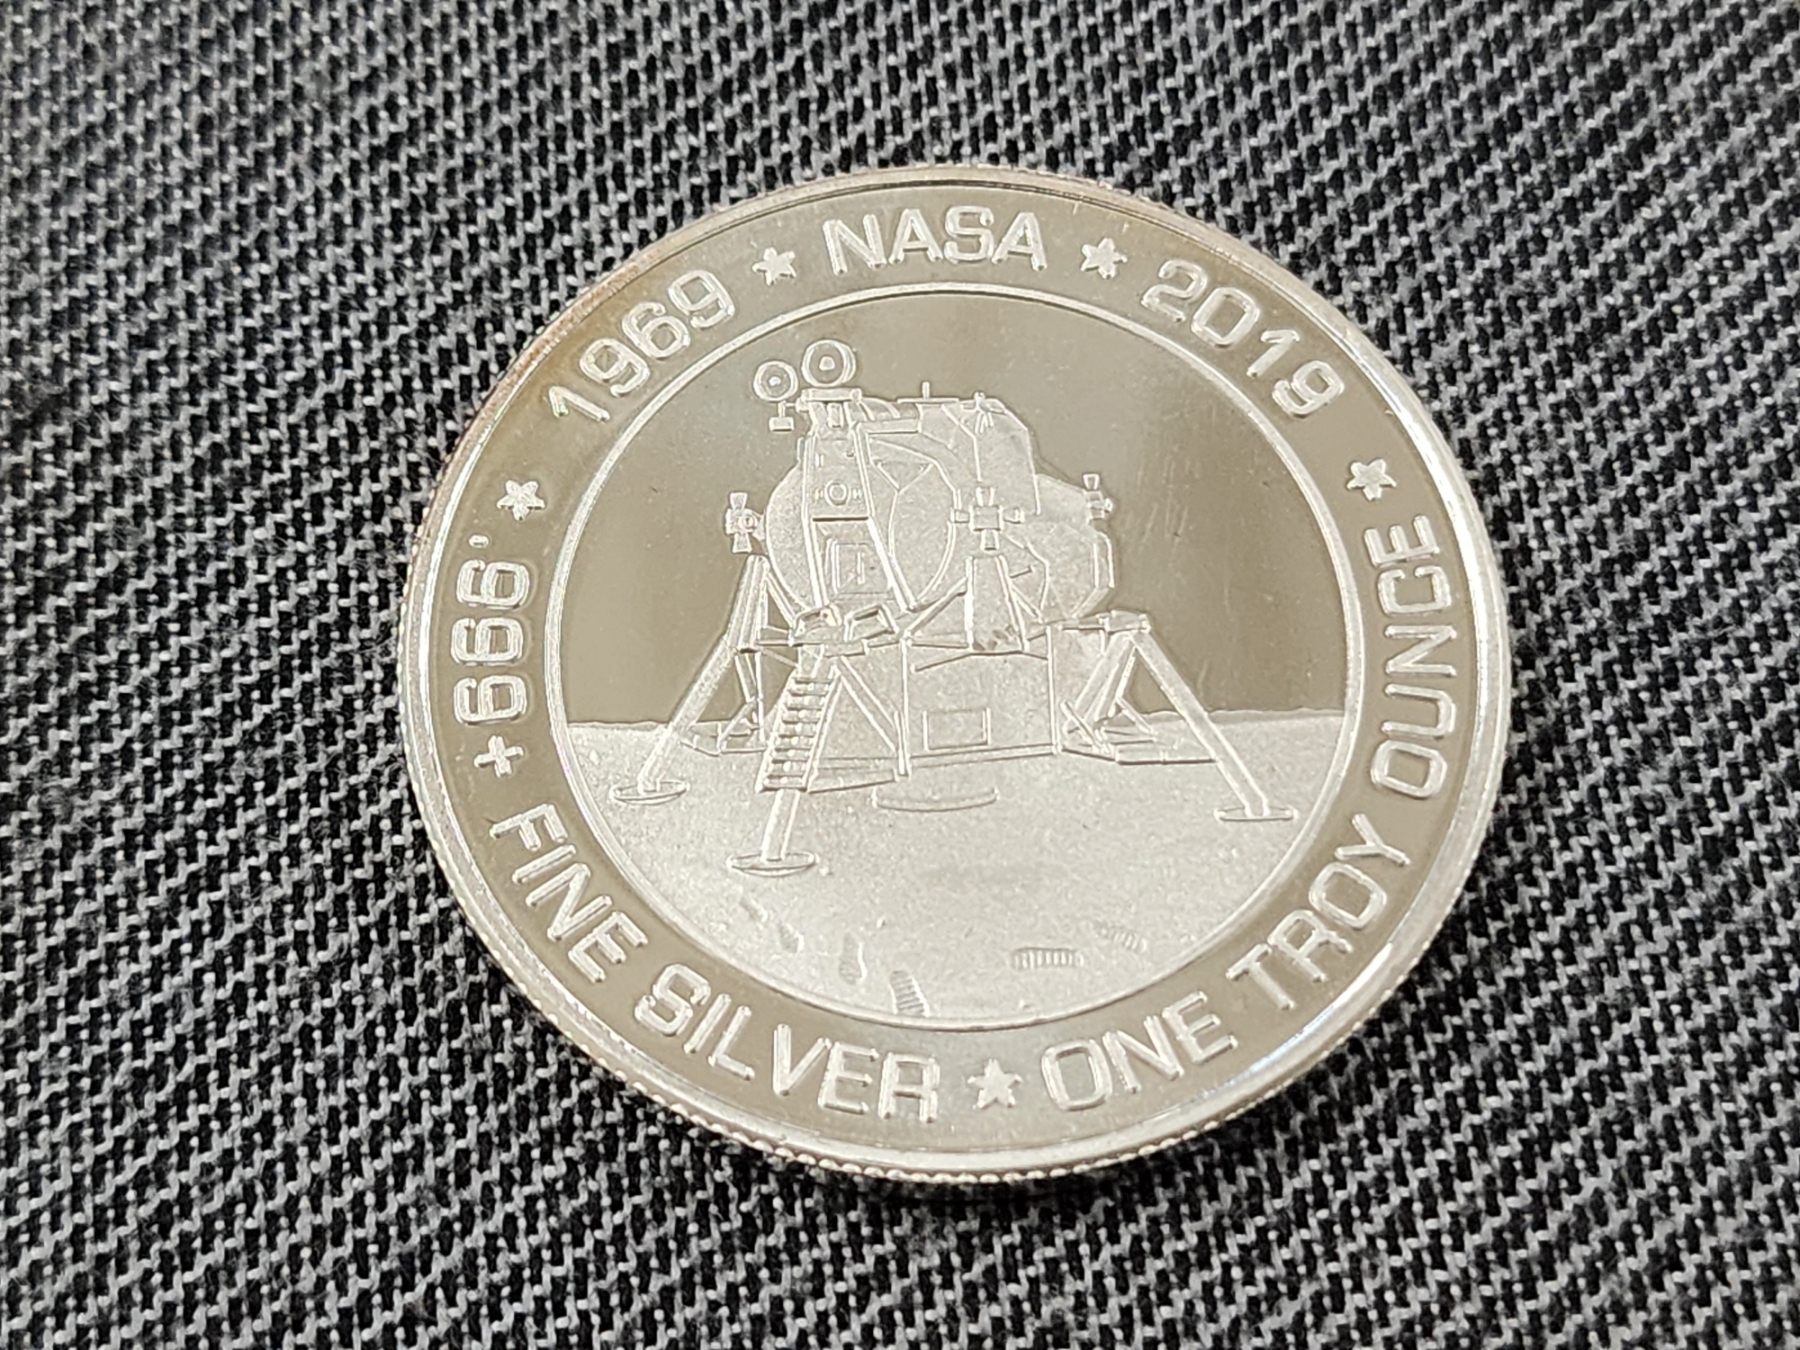 1969 ★ NASA ★ 2019 ★
.999+ FINE SILVER ★ ONE TROY OUNCE ★